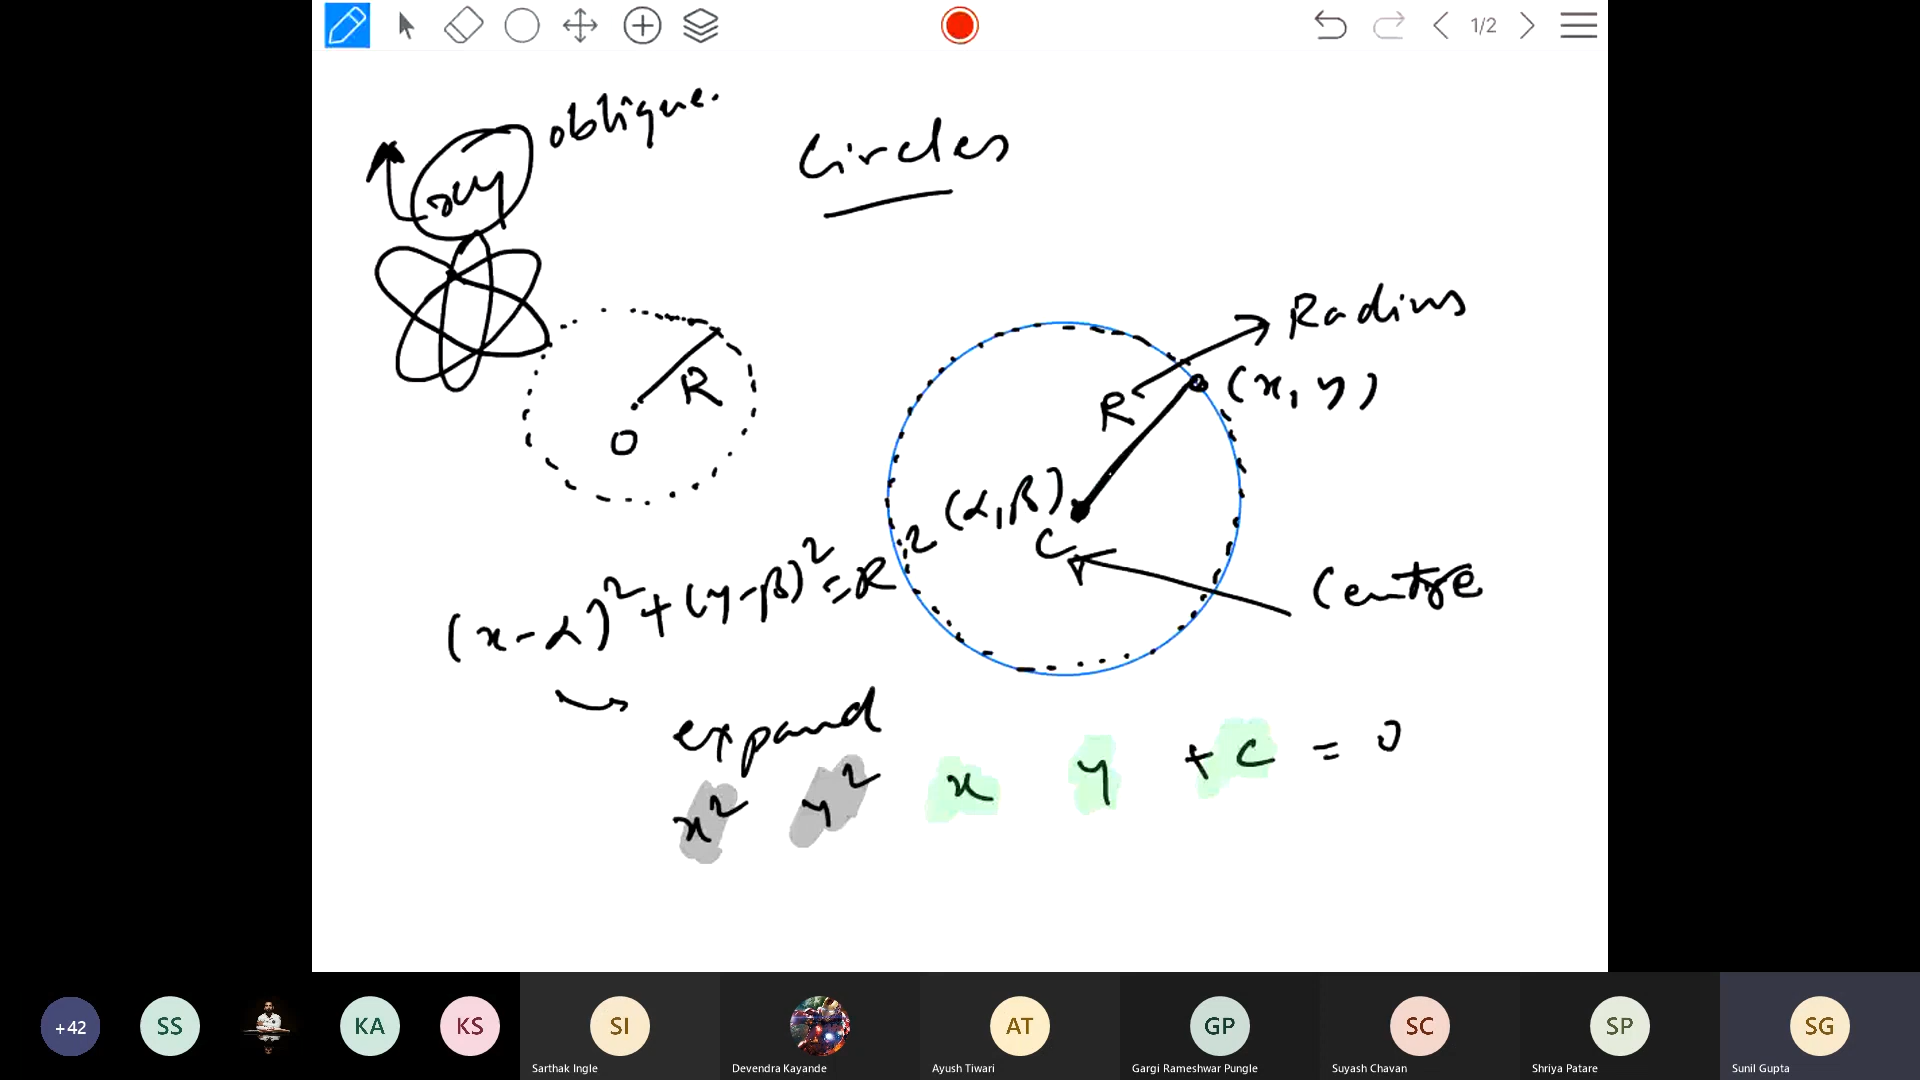 1/2
oblique.
Circles
xy
Radius
R
(x, y)
R
O
(α, β)
C
Centre
(x-α)² + (y-β)² = R²
expand
x² y² x y + C = 0
+42 SS KA KS SI AT GP SC SP SG
Sarthak Ingle Devendra Kayande Ayush Tiwari Gargi Rameshwar Pungle Suyash Chavan Shriya Patare Sunil Gupta